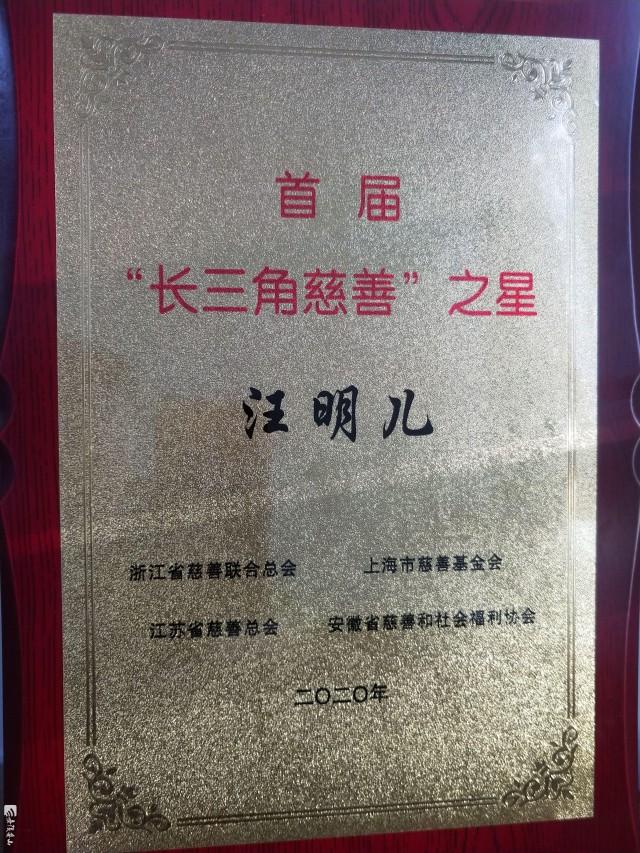 首届
“长三角慈善”之星
汪明儿
浙江省慈善联合总会 上海市慈善基金会
江苏省慈善总会 安徽省慈善和社会福利协会
二〇二〇年